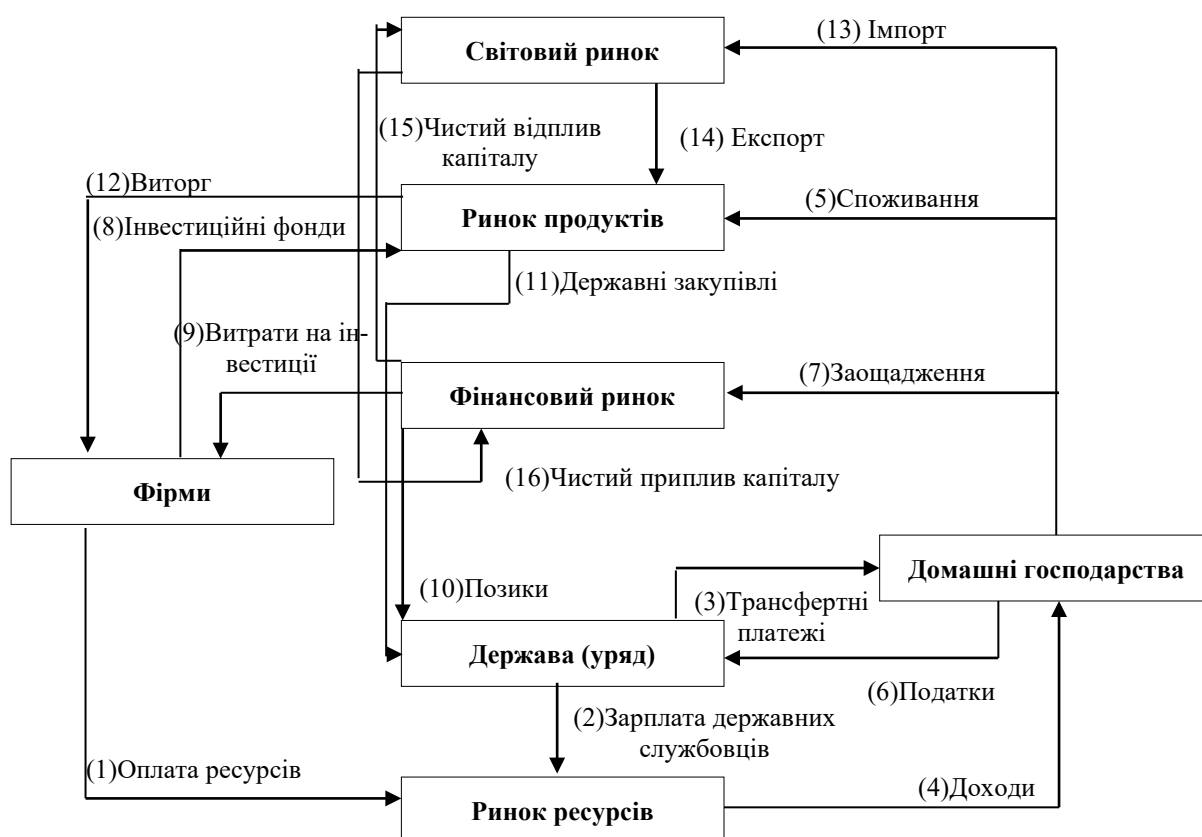 (13) Імпорт
Світовий ринок
(15)Чистий відплив
капіталу
(14) Експорт
(12)Виторг
(5)Споживання
Ринок продуктів
(8)Інвестиційні фонди
(11)Державні закупівлі
(9)Витрати на ін-
вестиції
(7)Заощадження
Фінансовий ринок
(16)Чистий приплив капіталу
Фірми
Домашні господарства
(10)Позики
(3)Трансфертні
платежі
Держава (уряд)
(6)Податки
(2)Зарплата державних
службовців
(1)Оплата ресурсів
(4)Доходи
Ринок ресурсів